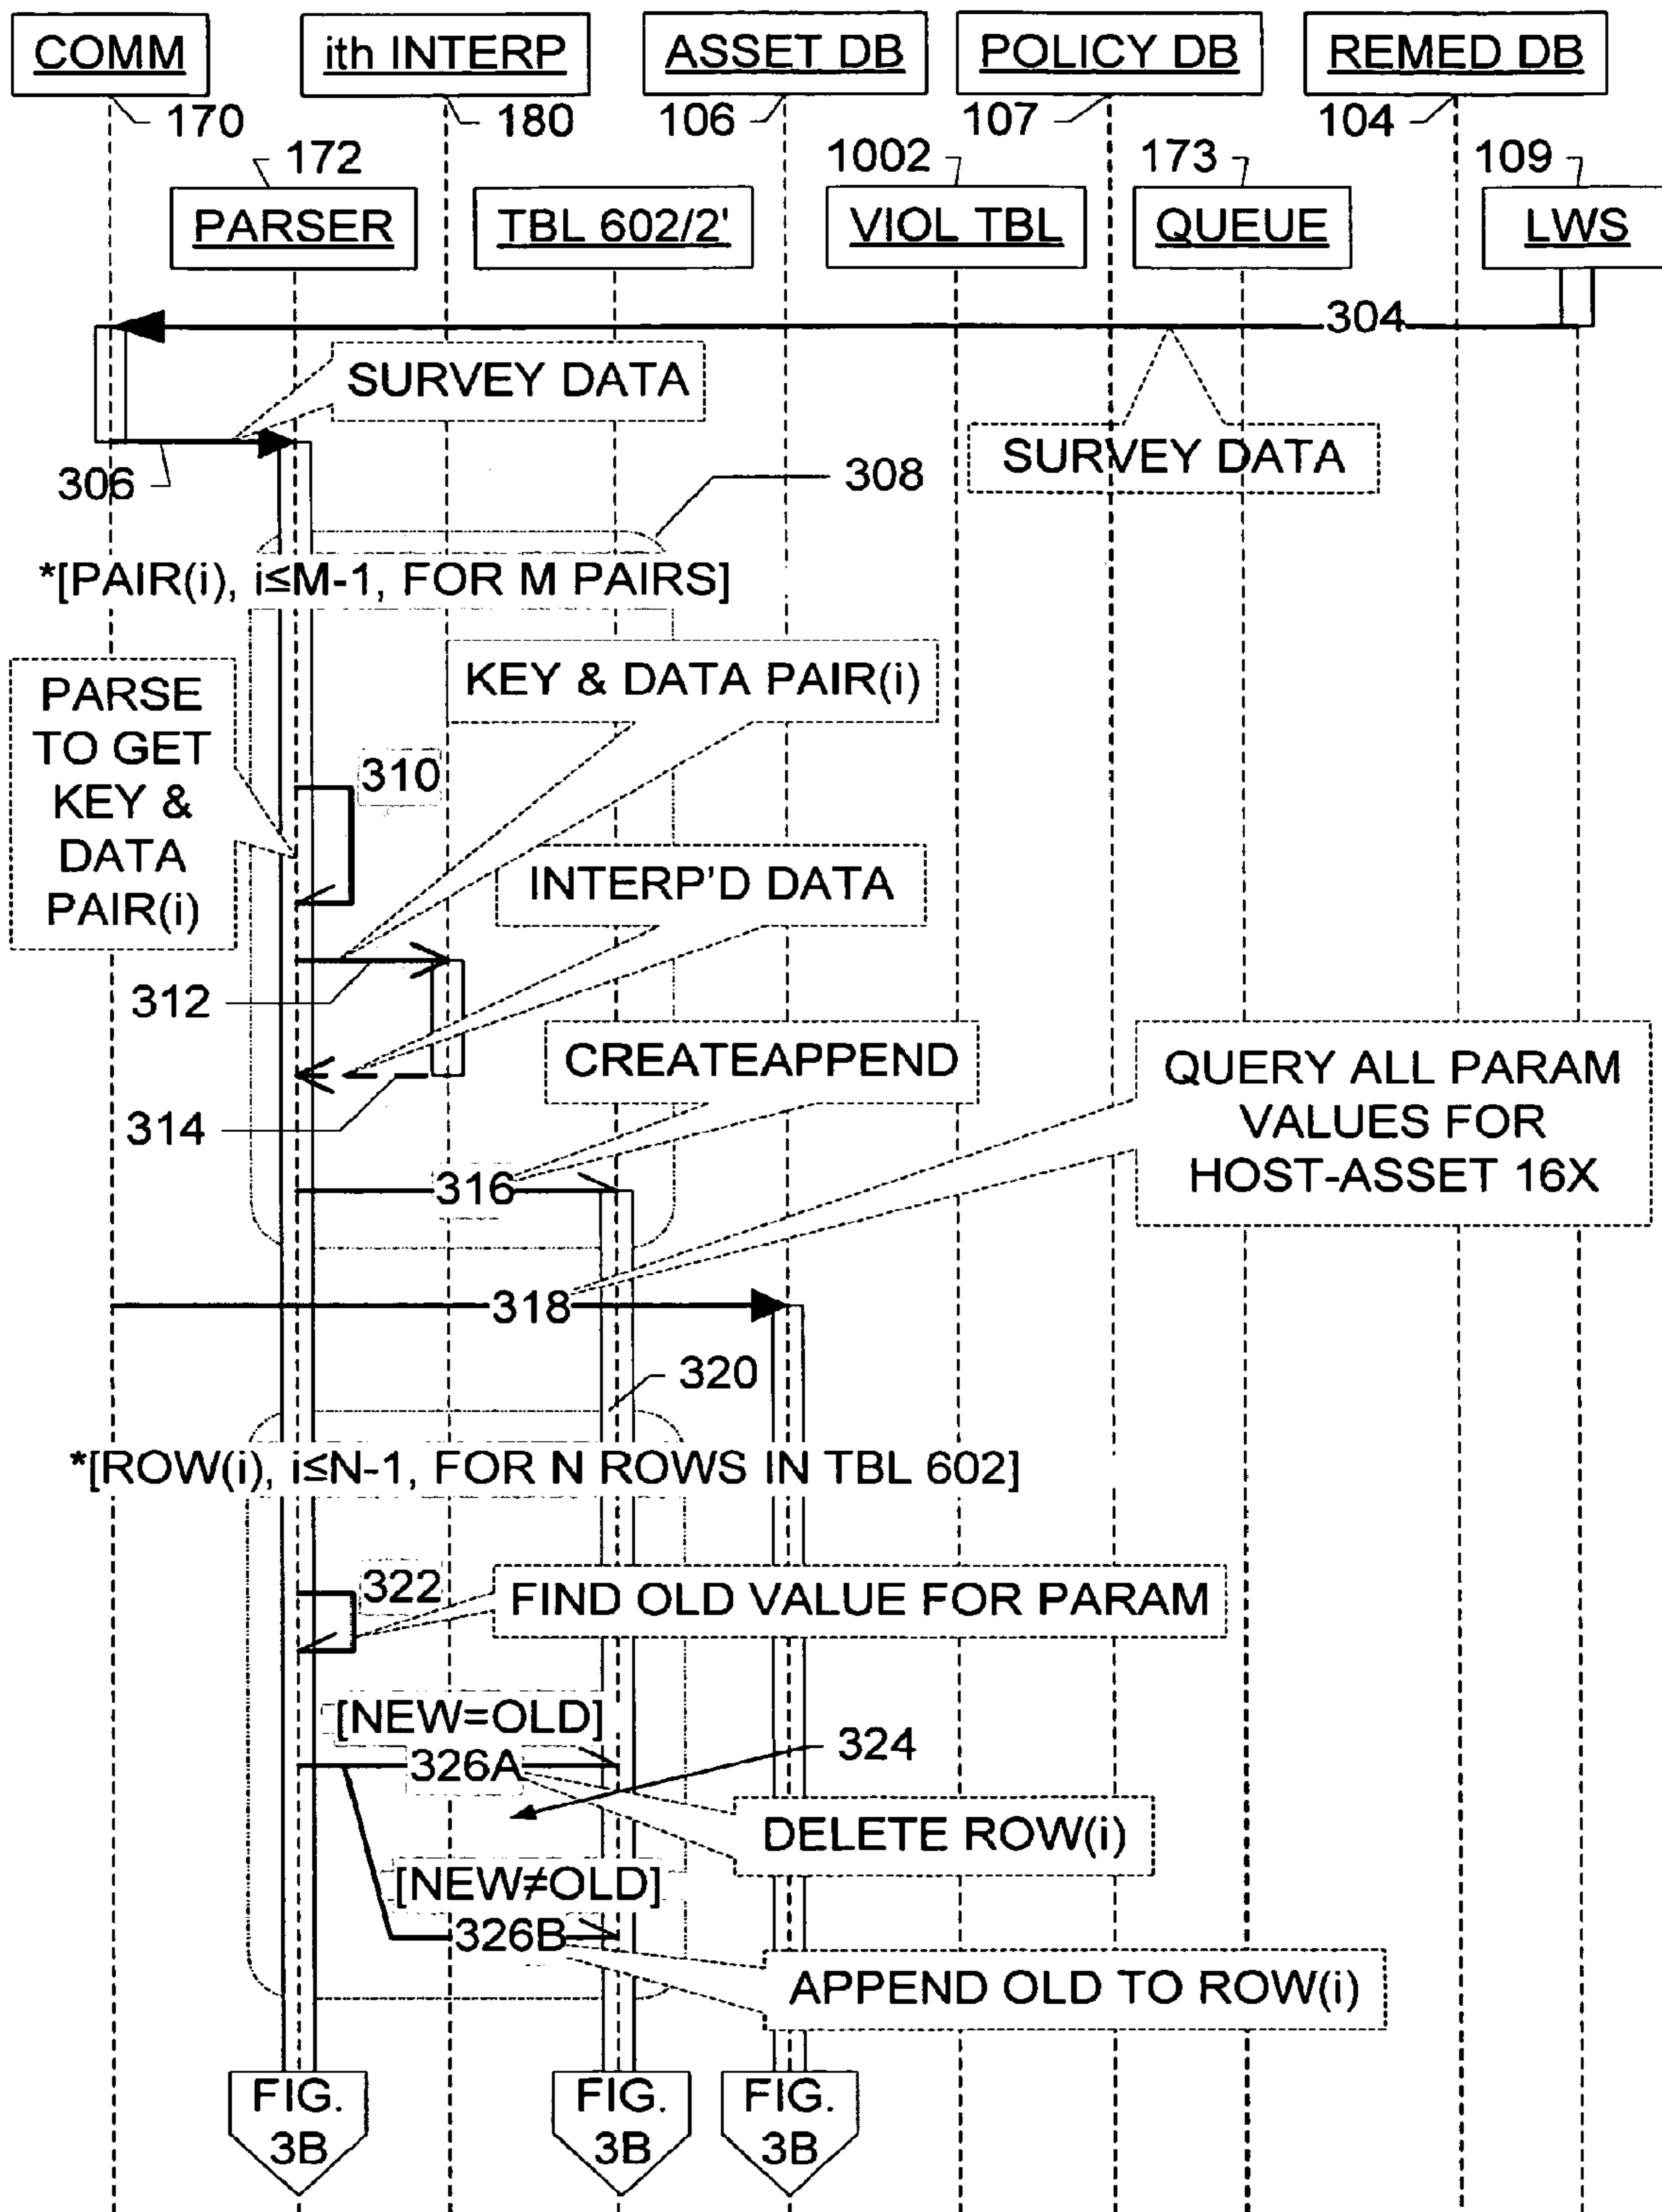 COMM
ith INTERP
ASSET DB
POLICY DB
REMED DB
170
180
106
107
104
172
1002
173
109
PARSER
TBL 602/2'
VIOL TBL
QUEUE
LWS
304
SURVEY DATA
SURVEY DATA
306
308
*[PAIR(i), i≤M-1, FOR M PAIRS]
KEY & DATA PAIR(i)
PARSE
TO GET
KEY &
DATA
PAIR(i)
310
INTERP'D DATA
312
CREATEAPPEND
QUERY ALL PARAM
VALUES FOR
HOST-ASSET 16X
314
316
318
320
*[ROW(i), i≤N-1, FOR N ROWS IN TBL 602]
322
FIND OLD VALUE FOR PARAM
[NEW=OLD]
326A
324
DELETE ROW(i)
[NEW≠OLD]
326B
APPEND OLD TO ROW(i)
FIG.
3B
FIG.
3B
FIG.
3B